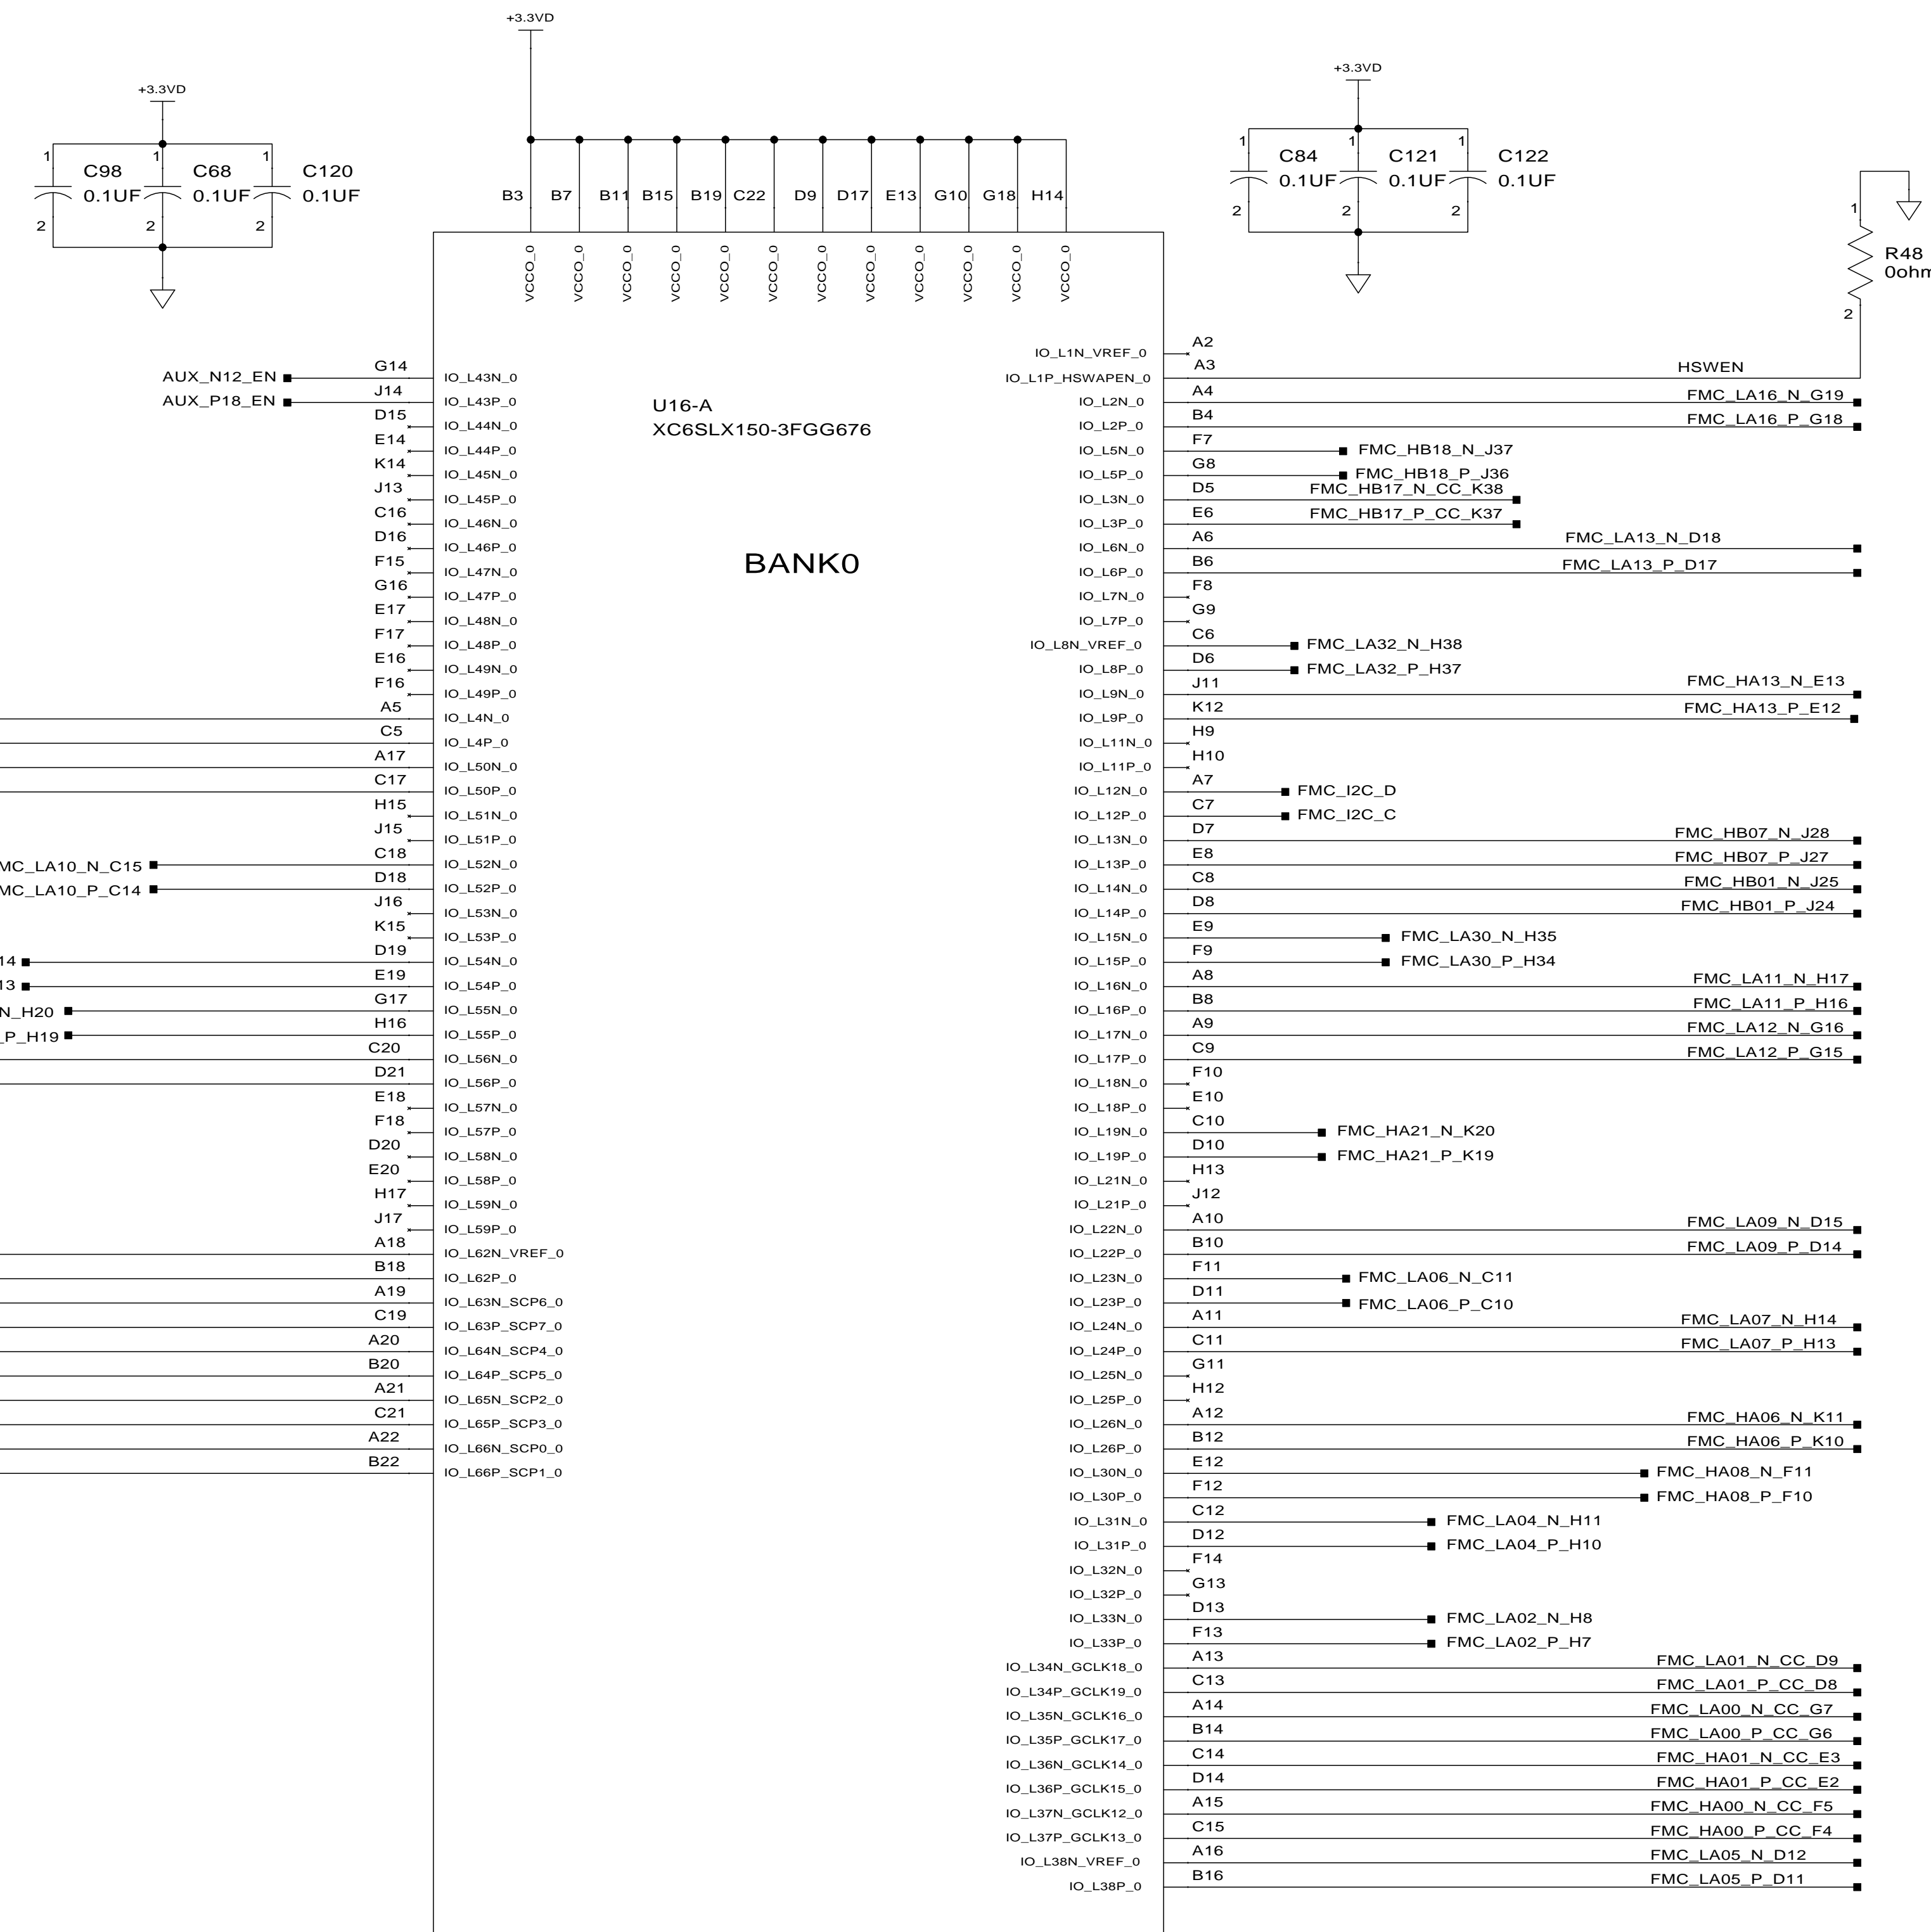 +3.3VD
+3.3VD
+3.3VD
1 C98 0.1UF 2
1 C68 0.1UF 2
1 C120 0.1UF 2
B3 B7 B11 B15 B19 C22 D9 D17 E13 G10 G18 H14
VCCO_0 VCCO_0 VCCO_0 VCCO_0 VCCO_0 VCCO_0 VCCO_0 VCCO_0 VCCO_0 VCCO_0 VCCO_0 VCCO_0
1 C84 0.1UF 2
1 C121 0.1UF 2
1 C122 0.1UF 2
1 R48 2
U16-A
XC6SLX150-3FGG676
BANK0
AUX_N12_EN G14 IO_L43N_0
AUX_P18_EN J14 IO_L43P_0
D15 IO_L44N_0
E14 IO_L44P_0
K14 IO_L45N_0
J13 IO_L45P_0
C16 IO_L46N_0
D16 IO_L46P_0
F15 IO_L47N_0
G16 IO_L47P_0
E17 IO_L48N_0
F17 IO_L48P_0
E16 IO_L49N_0
F16 IO_L49P_0
A5 IO_L4N_0
C5 IO_L4P_0
A17 IO_L50N_0
C17 IO_L50P_0
H15 IO_L51N_0
J15 IO_L51P_0
MC_LA10_N_C15 C18 IO_L52N_0
MC_LA10_P_C14 D18 IO_L52P_0
J16 IO_L53N_0
K15 IO_L53P_0
14 D19 IO_L54N_0
13 E19 IO_L54P_0
N_H20 G17 IO_L55N_0
_P_H19 H16 IO_L55P_0
C20 IO_L56N_0
D21 IO_L56P_0
E18 IO_L57N_0
F18 IO_L57P_0
D20 IO_L58N_0
E20 IO_L58P_0
H17 IO_L59N_0
J17 IO_L59P_0
A18 IO_L62N_VREF_0
B18 IO_L62P_0
A19 IO_L63N_SCP6_0
C19 IO_L63P_SCP7_0
A20 IO_L64N_SCP4_0
B20 IO_L64P_SCP5_0
A21 IO_L65N_SCP2_0
C21 IO_L65P_SCP3_0
A22 IO_L66N_SCP0_0
B22 IO_L66P_SCP1_0
IO_L1N_VREF_0 A2
IO_L1P_HSWAPEN_0 A3 HSWEN
IO_L2N_0 A4 FMC_LA16_N_G19
IO_L2P_0 B4 FMC_LA16_P_G18
IO_L5N_0 F7 FMC_HB18_N_J37
IO_L5P_0 G8 FMC_HB18_P_J36
IO_L3N_0 D5 FMC_HB17_N_CC_K38
IO_L3P_0 E6 FMC_HB17_P_CC_K37
IO_L6N_0 A6 FMC_LA13_N_D18
IO_L6P_0 B6 FMC_LA13_P_D17
IO_L7N_0 F8
IO_L7P_0 G9
IO_L8N_VREF_0 C6 FMC_LA32_N_H38
IO_L8P_0 D6 FMC_LA32_P_H37
IO_L9N_0 J11 FMC_HA13_N_E13
IO_L9P_0 K12 FMC_HA13_P_E12
IO_L11N_0 H9
IO_L11P_0 H10
IO_L12N_0 A7 FMC_I2C_D
IO_L12P_0 C7 FMC_I2C_C
IO_L13N_0 D7 FMC_HB07_N_J28
IO_L13P_0 E8 FMC_HB07_P_J27
IO_L14N_0 C8 FMC_HB01_N_J25
IO_L14P_0 D8 FMC_HB01_P_J24
IO_L15N_0 E9 FMC_LA30_N_H35
IO_L15P_0 F9 FMC_LA30_P_H34
IO_L16N_0 A8 FMC_LA11_N_H17
IO_L16P_0 B8 FMC_LA11_P_H16
IO_L17N_0 A9 FMC_LA12_N_G16
IO_L17P_0 C9 FMC_LA12_P_G15
IO_L18N_0 F10
IO_L18P_0 E10
IO_L19N_0 C10 FMC_HA21_N_K20
IO_L19P_0 D10 FMC_HA21_P_K19
IO_L21N_0 H13
IO_L21P_0 J12
IO_L22N_0 A10 FMC_LA09_N_D15
IO_L22P_0 B10 FMC_LA09_P_D14
IO_L23N_0 F11 FMC_LA06_N_C11
IO_L23P_0 D11 FMC_LA06_P_C10
IO_L24N_0 A11 FMC_LA07_N_H14
IO_L24P_0 C11 FMC_LA07_P_H13
IO_L25N_0 G11
IO_L25P_0 H12
IO_L26N_0 A12 FMC_HA06_N_K11
IO_L26P_0 B12 FMC_HA06_P_K10
IO_L30N_0 E12 FMC_HA08_N_F11
IO_L30P_0 F12 FMC_HA08_P_F10
IO_L31N_0 C12 FMC_LA04_N_H11
IO_L31P_0 D12 FMC_LA04_P_H10
IO_L32N_0 F14
IO_L32P_0 G13
IO_L33N_0 D13 FMC_LA02_N_H8
IO_L33P_0 F13 FMC_LA02_P_H7
IO_L34N_GCLK18_0 A13 FMC_LA01_N_CC_D9
IO_L34P_GCLK19_0 C13 FMC_LA01_P_CC_D8
IO_L35N_GCLK16_0 A14 FMC_LA00_N_CC_G7
IO_L35P_GCLK17_0 B14 FMC_LA00_P_CC_G6
IO_L36N_GCLK14_0 C14 FMC_HA01_N_CC_E3
IO_L36P_GCLK15_0 D14 FMC_HA01_P_CC_E2
IO_L37N_GCLK12_0 A15 FMC_HA00_N_CC_F5
IO_L37P_GCLK13_0 C15 FMC_HA00_P_CC_F4
IO_L38N_VREF_0 A16 FMC_LA05_N_D12
IO_L38P_0 B16 FMC_LA05_P_D11